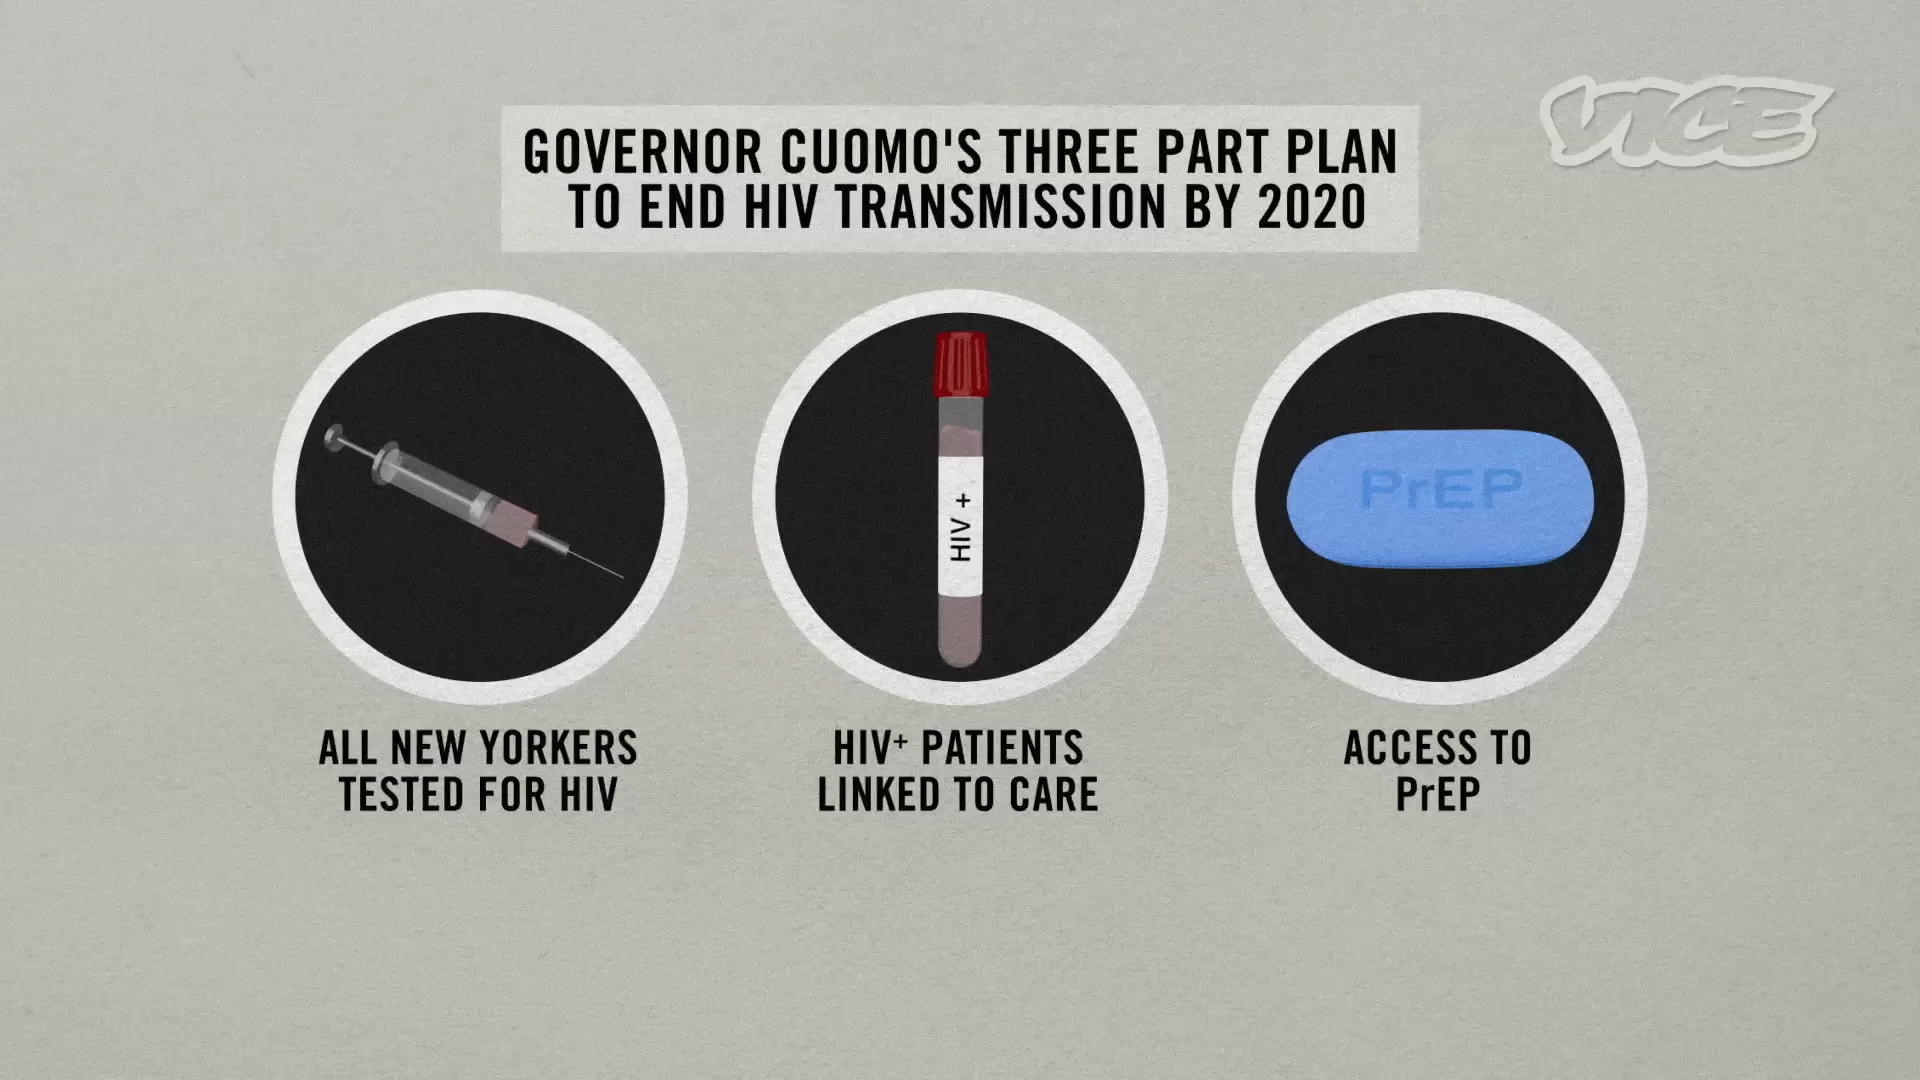 VICE
GOVERNOR CUOMO'S THREE PART PLAN
TO END HIV TRANSMISSION BY 2020
HIV +
PrEP
ALL NEW YORKERS
TESTED FOR HIV
HIV+ PATIENTS
LINKED TO CARE
ACCESS TO
PrEP